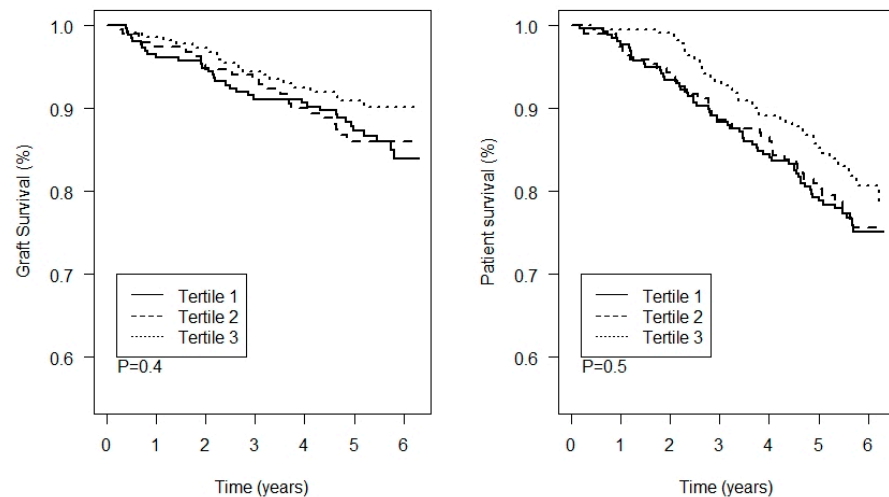 Graft Survival (%)
1.0
0.9
0.8
0.7
0.6
Tertile 1
Tertile 2
Tertile 3
P=0.4
0 1 2 3 4 5 6
Time (years)
Patient survival (%)
1.0
0.9
0.8
0.7
0.6
Tertile 1
Tertile 2
Tertile 3
P=0.5
0 1 2 3 4 5 6
Time (years)